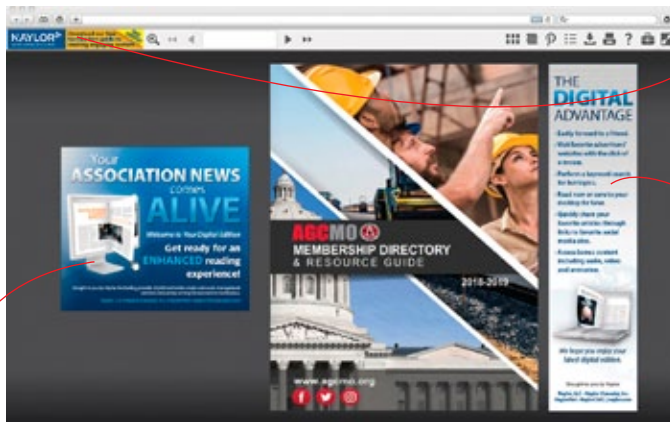 NAYLOR
Your
ASSOCIATION NEWS
comes
ALIVE
Welcome to Your Digital Edition
Get ready for an
ENHANCED reading
experience!
AGCMO
MEMBERSHIP DIRECTORY
& RESOURCE GUIDE
2018-2019
www.agcmo.org
THE
DIGITAL
ADVANTAGE
Easily forward to a friend.
Visit favorite advertisers'
websites with the click of
a mouse.
Perform a keyword search
for hot topics.
Read now or save to your
desktop for later.
Quickly share your
favorite articles through
links to favorite social
media sites.
Access bonus content
including audio, video
and animation.
We hope you enjoy your
latest digital edition.